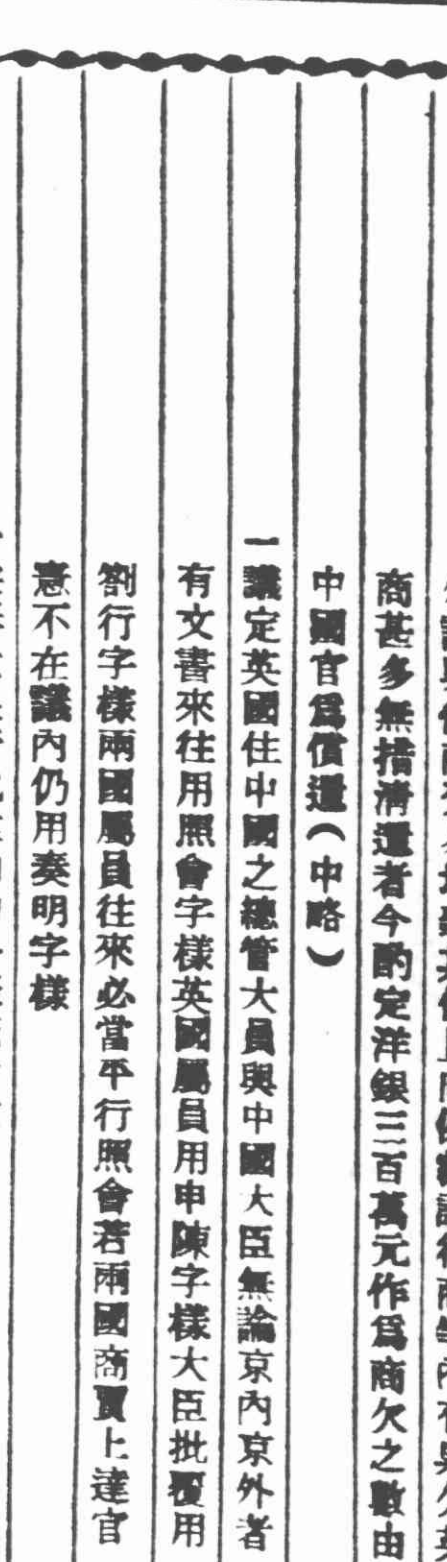 商甚多無措清還者今酌定洋銀三百萬元作爲商欠之數由
中國官爲償還(中略)
一議定英國住中國之總管大員與中國大臣無論京內京外者
有文書來往用照會字樣英國屬員用申陳字樣大臣批覆用
劄行字樣兩國屬員往來必當平行照會若兩國商賈上達官
憲不在議內仍用奏明字樣